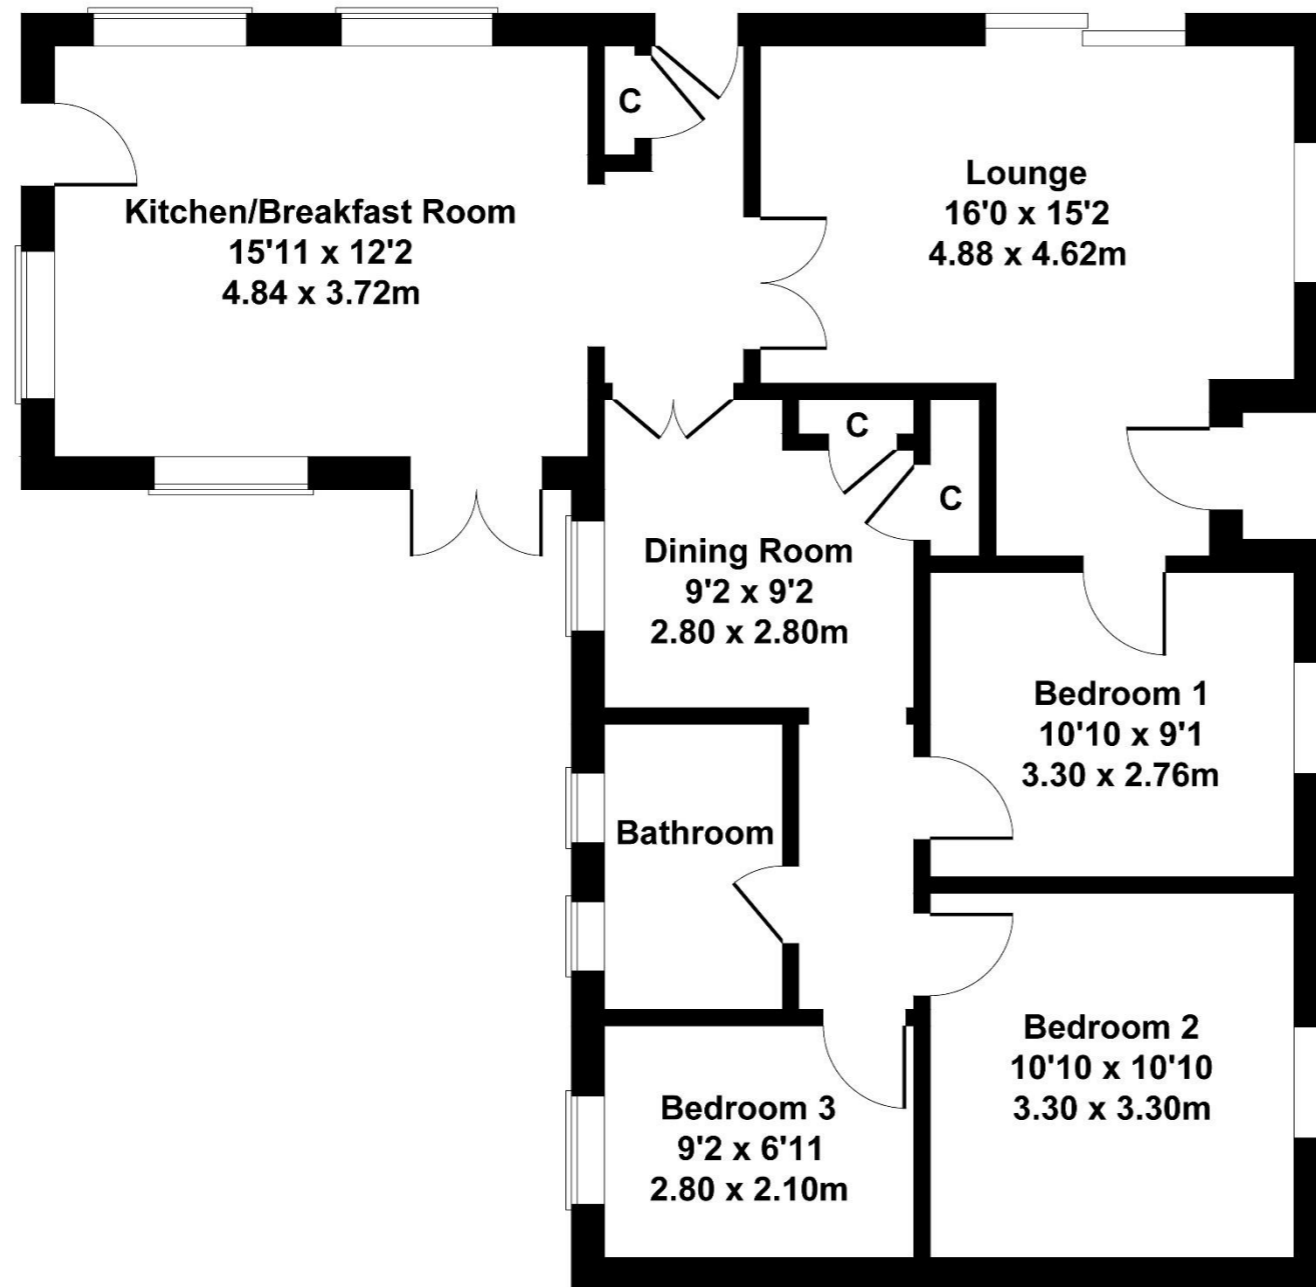 C
Kitchen/Breakfast Room
15'11 x 12'2
4.84 x 3.72m
Lounge
16'0 x 15'2
4.88 x 4.62m
C
C
Dining Room
9'2 x 9'2
2.80 x 2.80m
Bedroom 1
10'10 x 9'1
3.30 x 2.76m
Bathroom
Bedroom 2
10'10 x 10'10
3.30 x 3.30m
Bedroom 3
9'2 x 6'11
2.80 x 2.10m